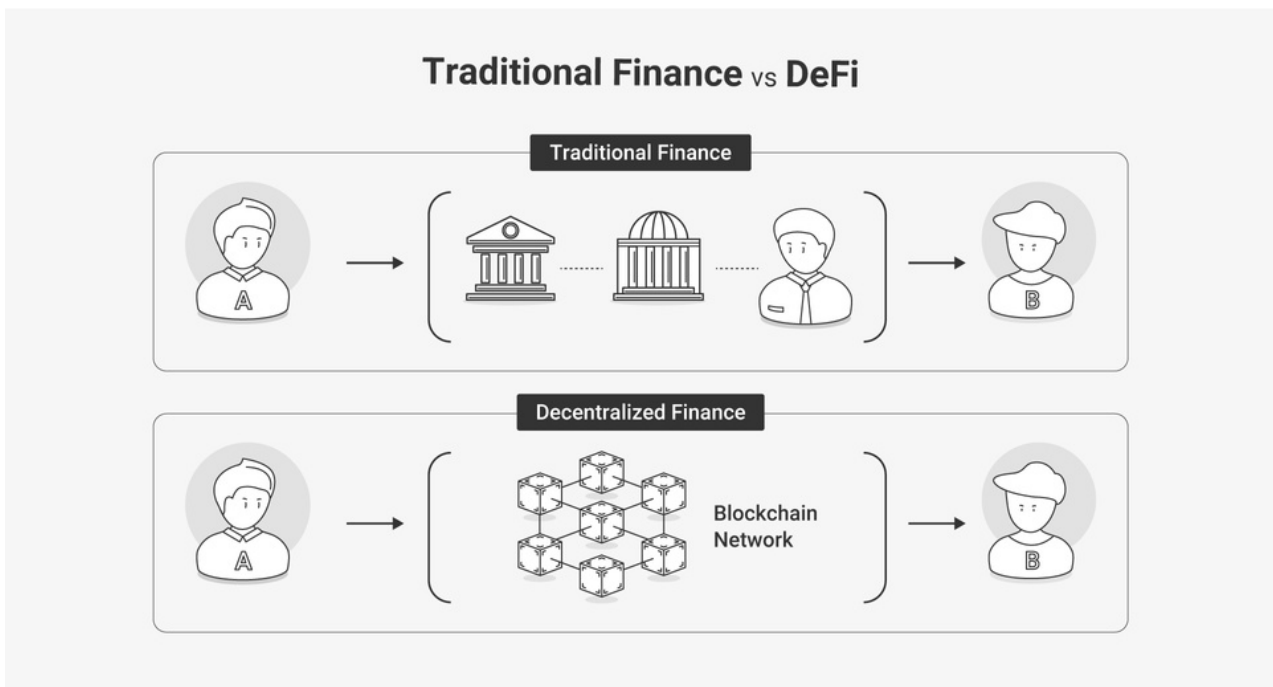 Traditional Finance vs DeFi
Traditional Finance
A
B
Decentralized Finance
A
Blockchain
Network
B